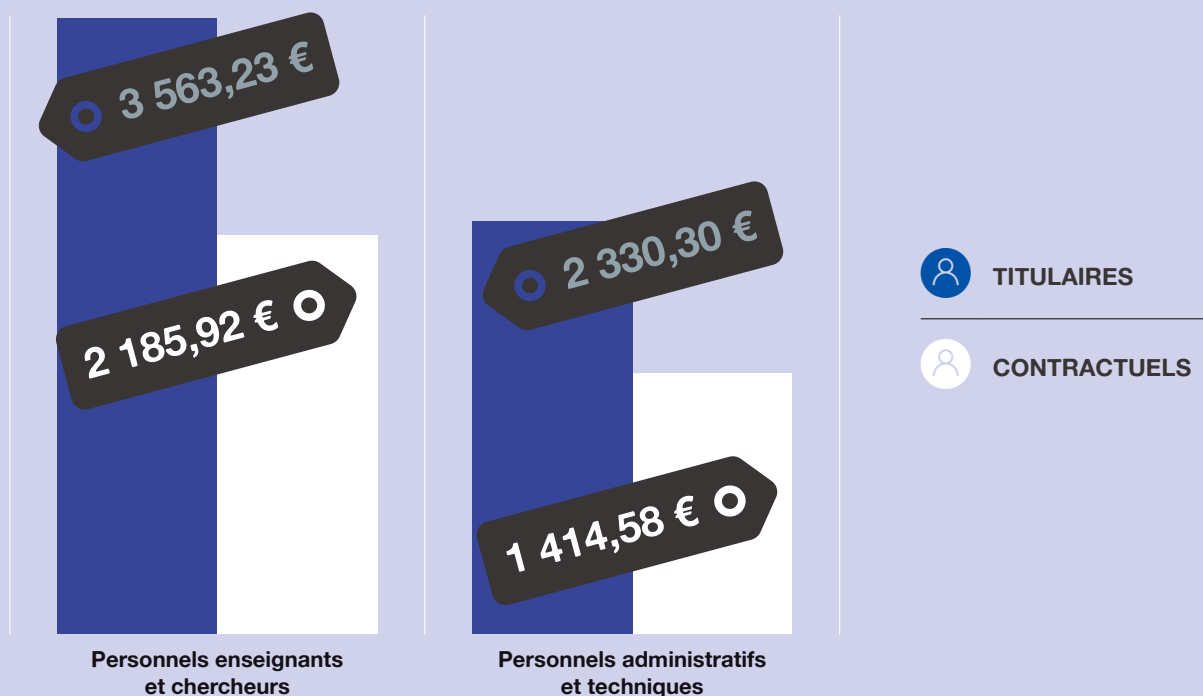 3 563,23 €
2 185,92 €
2 330,30 €
1 414,58 €
TITULAIRES
CONTRACTUELS
Personnels enseignants
et chercheurs
Personnels administratifs
et techniques